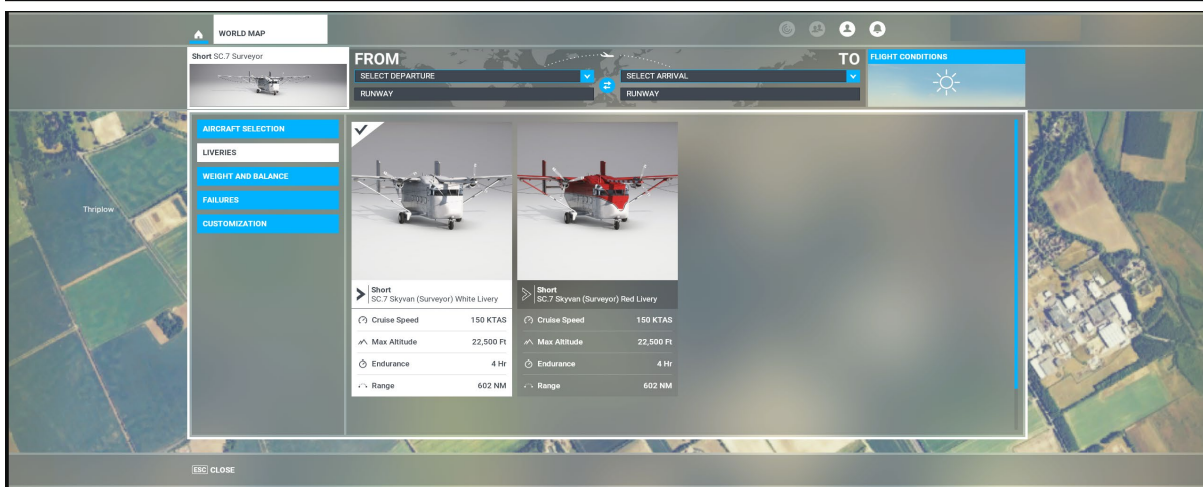 WORLD MAP
Short SC.7 Surveyor
FROM
TO
SELECT DEPARTURE
SELECT ARRIVAL
RUNWAY
RUNWAY
FLIGHT CONDITIONS
AIRCRAFT SELECTION
LIVERIES
WEIGHT AND BALANCE
FAILURES
CUSTOMIZATION
Thriplow
Short
SC.7 Skyvan (Surveyor) White Livery
Cruise Speed 150 KTAS
Max Altitude 22,500 Ft
Endurance 4 Hr
Range 602 NM
Short
SC.7 Skyvan (Surveyor) Red Livery
Cruise Speed 150 KTAS
Max Altitude 22,500 Ft
Endurance 4 Hr
Range 602 NM
ESC CLOSE